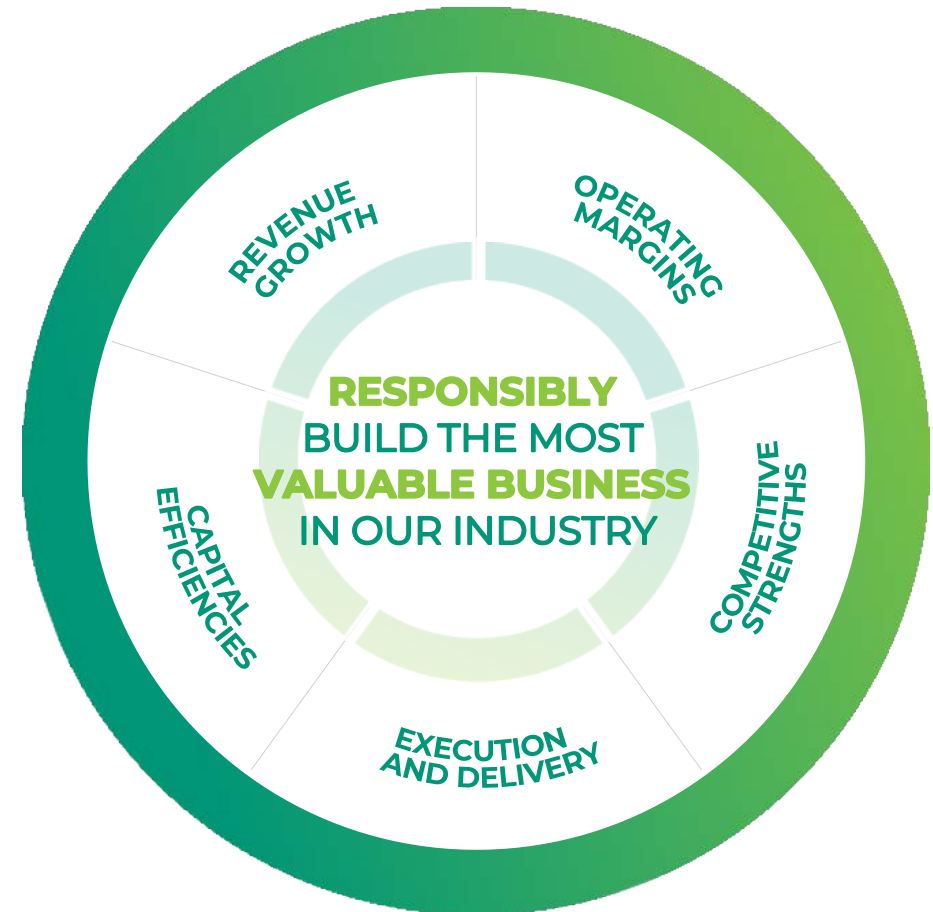 REVENUE
GROWTH
OPERATING
MARGINS
RESPONSIBLY
BUILD THE MOST
VALUABLE BUSINESS
IN OUR INDUSTRY
COMPETITIVE
STRENGTHS
CAPITAL
EFFICIENCIES
EXECUTION
AND DELIVERY